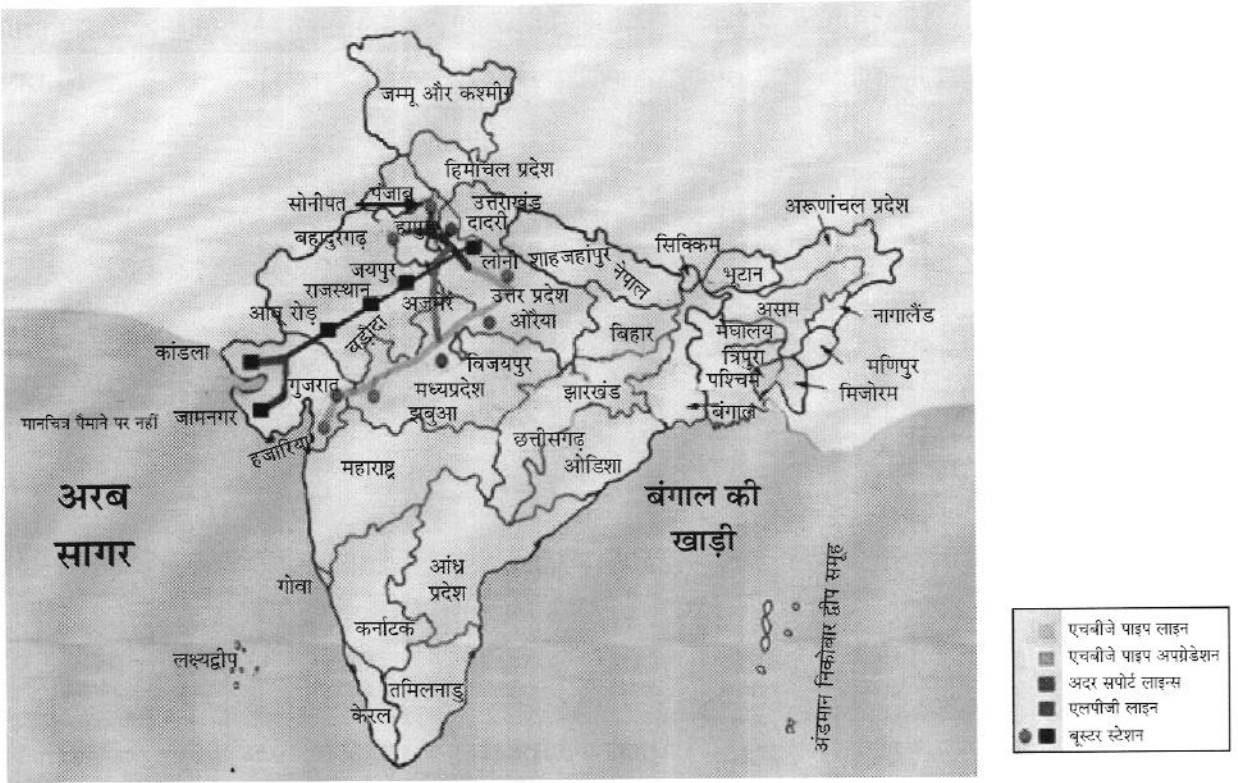 जम्मू और कश्मीर
हिमाचल प्रदेश
पंजाब
सोनीपत
उत्तराखंड
अरूणांचल प्रदेश
हापुड़
दादरी
बहादुरगढ़
सिक्किम
लोनी
शाहजहांपुर
नेपाल
भूटान
जयपुर
राजस्थान
अजमेर
उत्तर प्रदेश
असम
आबू रोड़
औरैया
नागालैंड
बड़ौदा
बिहार
मेघालय
कांडला
त्रिपुरा
विजयपुर
मणिपुर
गुजरात
मध्यप्रदेश
झारखंड
पश्चिम
बंगाल
मिजोरम
जामनगर
झबुआ
मानचित्र पैमाने पर नहीं
हजारिया
छत्तीसगढ़
महाराष्ट्र
ओडिशा
अरब
सागर
बंगाल की
खाड़ी
आंध्र
प्रदेश
गोवा
कर्नाटक
लक्ष्यद्वीप
तमिलनाडु
केरल
अंडमान निकोबार द्वीप समूह
एचबीजे पाइप लाइन
एचबीजे पाइप अपग्रेडेशन
अदर सपोर्ट लाइन्स
एलपीजी लाइन
बूस्टर स्टेशन